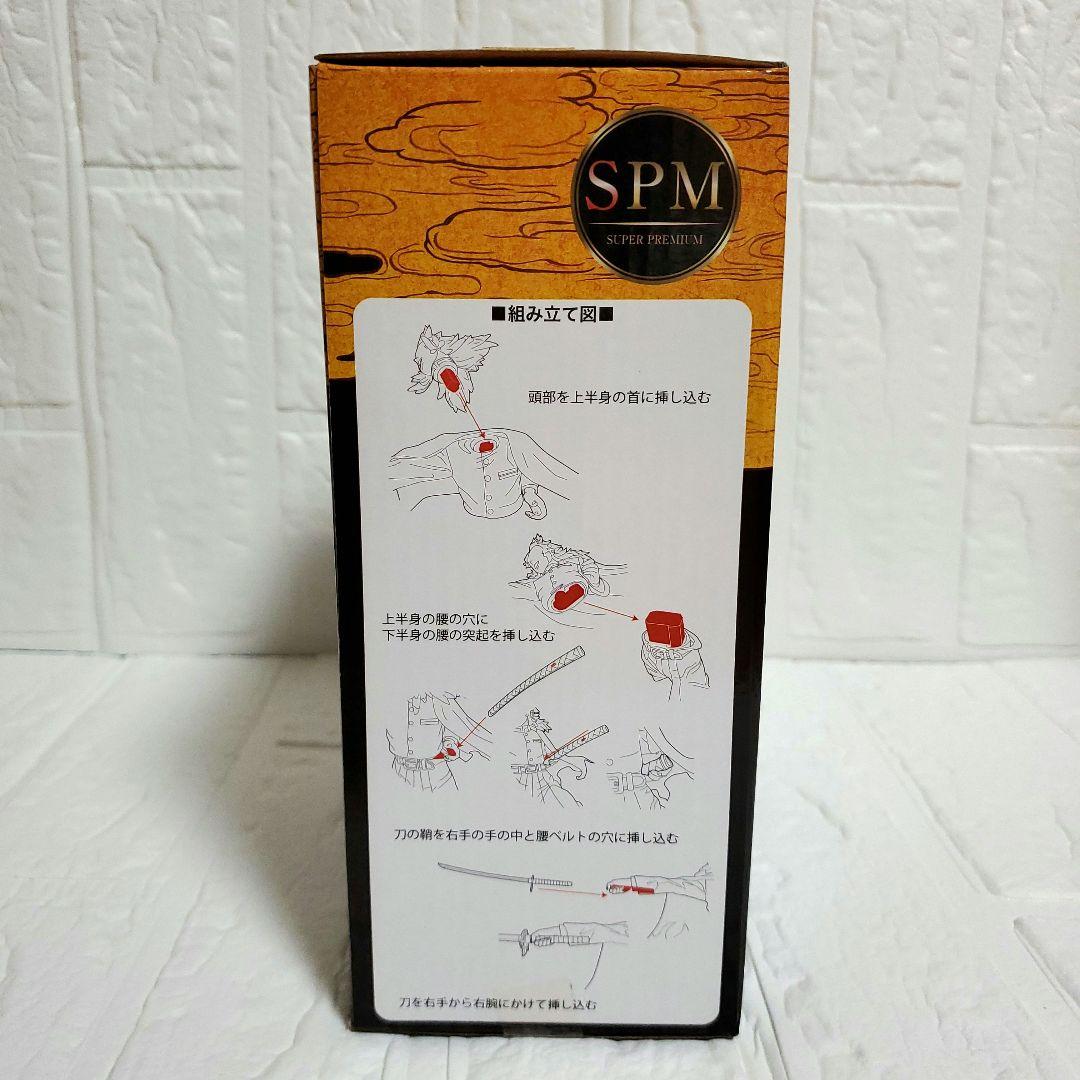 SPM
SUPER PREMIUM
■組み立て図■
頭部を上半身の首に挿し込む
上半身の腰の穴に
下半身の腰の突起を挿し込む
刀の鞘を右手の手の中と腰ベルトの穴に挿し込む
刀を右手から右腕にかけて挿し込む